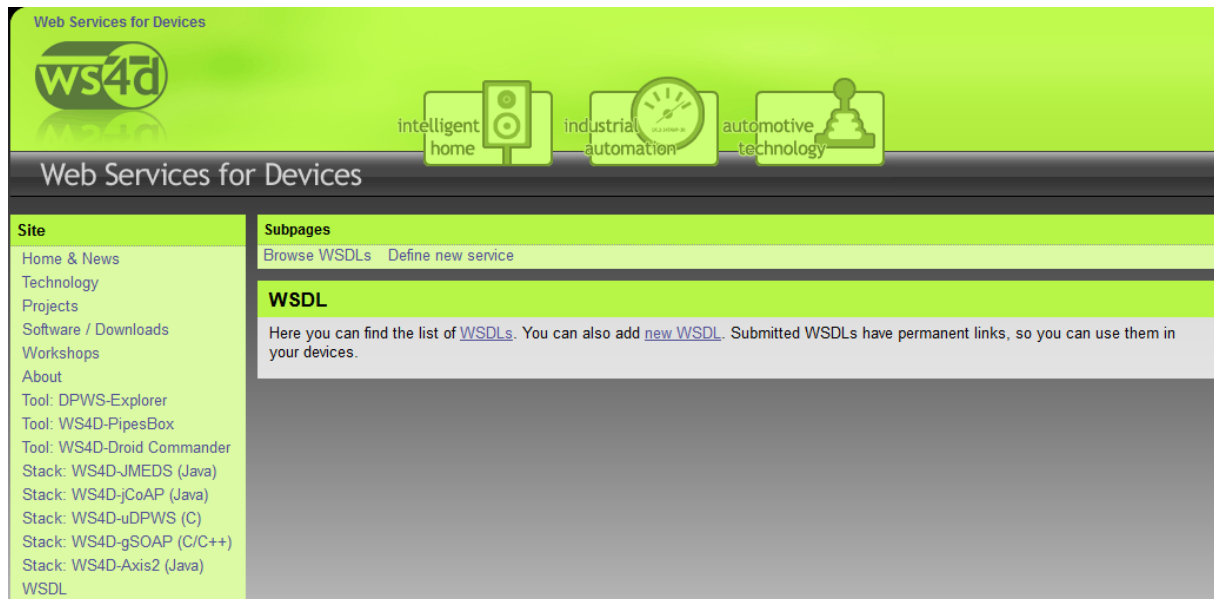 Web Services for Devices
ws4d
intelligent
home
industrial
automation
automotive
technology
Web Services for Devices
Site
Home & News
Technology
Projects
Software / Downloads
Workshops
About
Tool: DPWS-Explorer
Tool: WS4D-PipesBox
Tool: WS4D-Droid Commander
Stack: WS4D-JMEDS (Java)
Stack: WS4D-jCoAP (Java)
Stack: WS4D-uDPWS (C)
Stack: WS4D-gSOAP (C/C++)
Stack: WS4D-Axis2 (Java)
WSDL
Subpages
Browse WSDLs Define new service
WSDL
Here you can find the list of WSDLs. You can also add new WSDL. Submitted WSDLs have permanent links, so you can use them in
your devices.